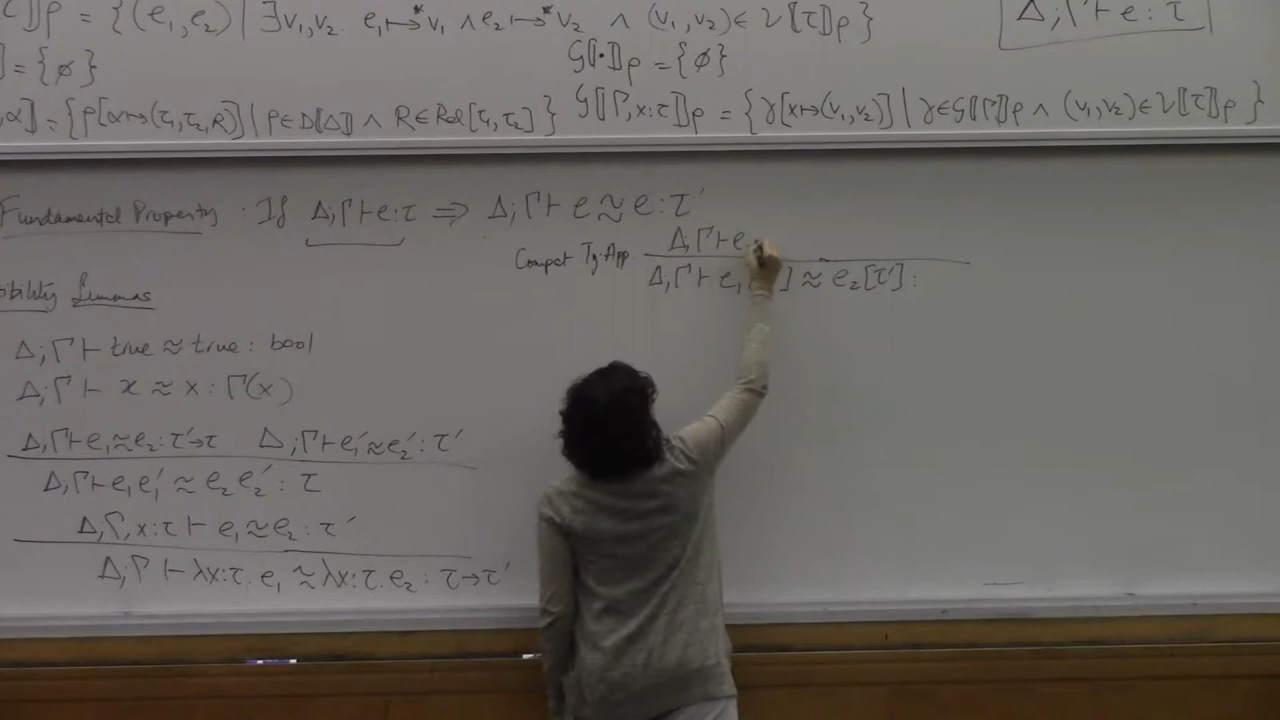 ⟧ρ = {(e₁,e₂) | ∃v₁,v₂. e₁ ↦* v₁ ∧ e₂ ↦* v₂ ∧ (v₁,v₂) ∈ 𝒱⟦τ⟧ρ}
Δ;Γ ⊢ e : τ
⟧ = {∅}
𝒢⟦·⟧ρ = {∅}
,α⟧ = {ρ[α↦(τ₁,τ₂,R)] | ρ ∈ D⟦Δ⟧ ∧ R ∈ Rel[τ₁,τ₂]}
𝒢⟦Γ,x:τ⟧ρ = {γ[x↦(v₁,v₂)] | γ ∈ 𝒢⟦Γ⟧ρ ∧ (v₁,v₂) ∈ 𝒱⟦τ⟧ρ}
Fundamental Property. If Δ;Γ ⊢ e:τ ⇒ Δ;Γ ⊢ e ≈ e : τ′
Compat Ty-App
Δ,Γ ⊢ e
Δ,Γ ⊢ e₁ ] ≈ e₂[τ′] :
ibility Lemmas
Δ;Γ ⊢ true ≈ true : bool
Δ;Γ ⊢ x ≈ x : Γ(x)
Δ,Γ ⊢ e₁ ≈ e₂ : τ′→τ Δ;Γ ⊢ e₁′ ≈ e₂′ : τ′
Δ,Γ ⊢ e₁ e₁′ ≈ e₂ e₂′ : τ
Δ,Γ,x:τ ⊢ e₁ ≈ e₂ : τ′
Δ,Γ ⊢ λx:τ. e₁ ≈ λx:τ. e₂ : τ→τ′